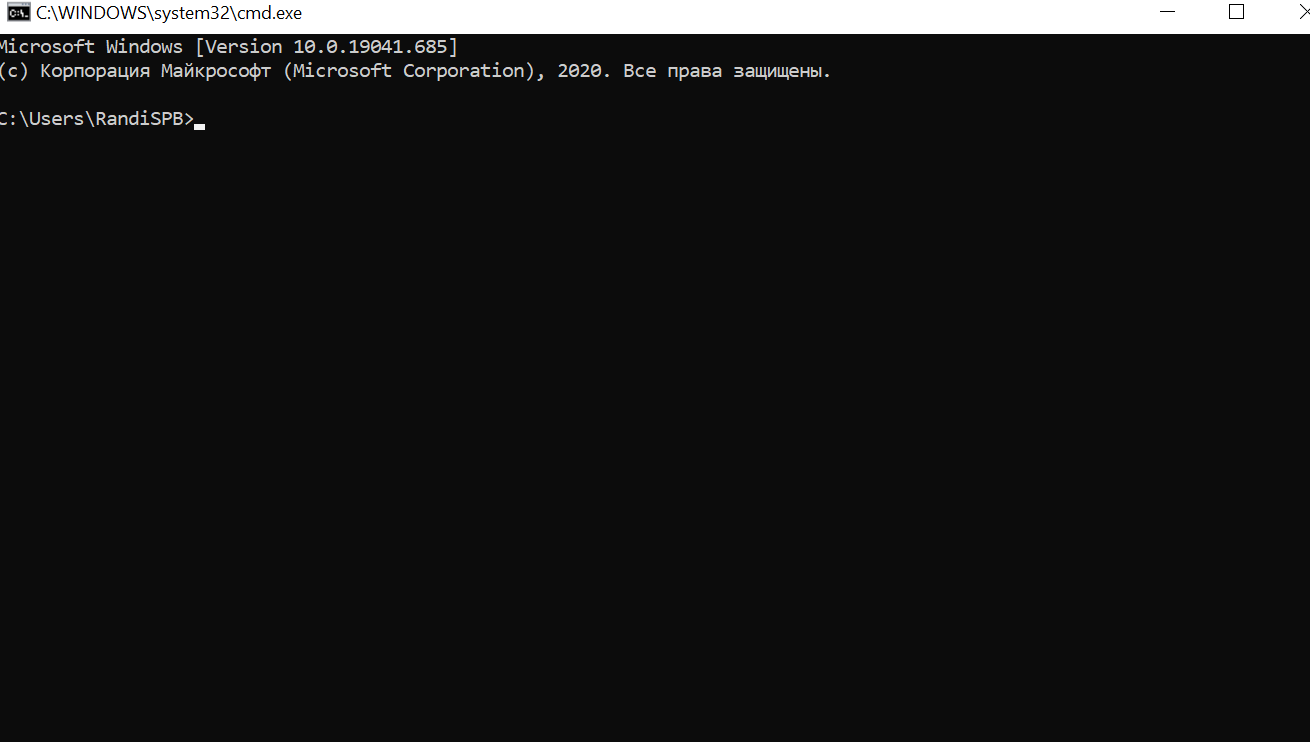 C:\WINDOWS\system32\cmd.exe
Microsoft Windows [Version 10.0.19041.685]
(c) Корпорация Майкрософт (Microsoft Corporation), 2020. Все права защищены.
C:\Users\RandiSPB>